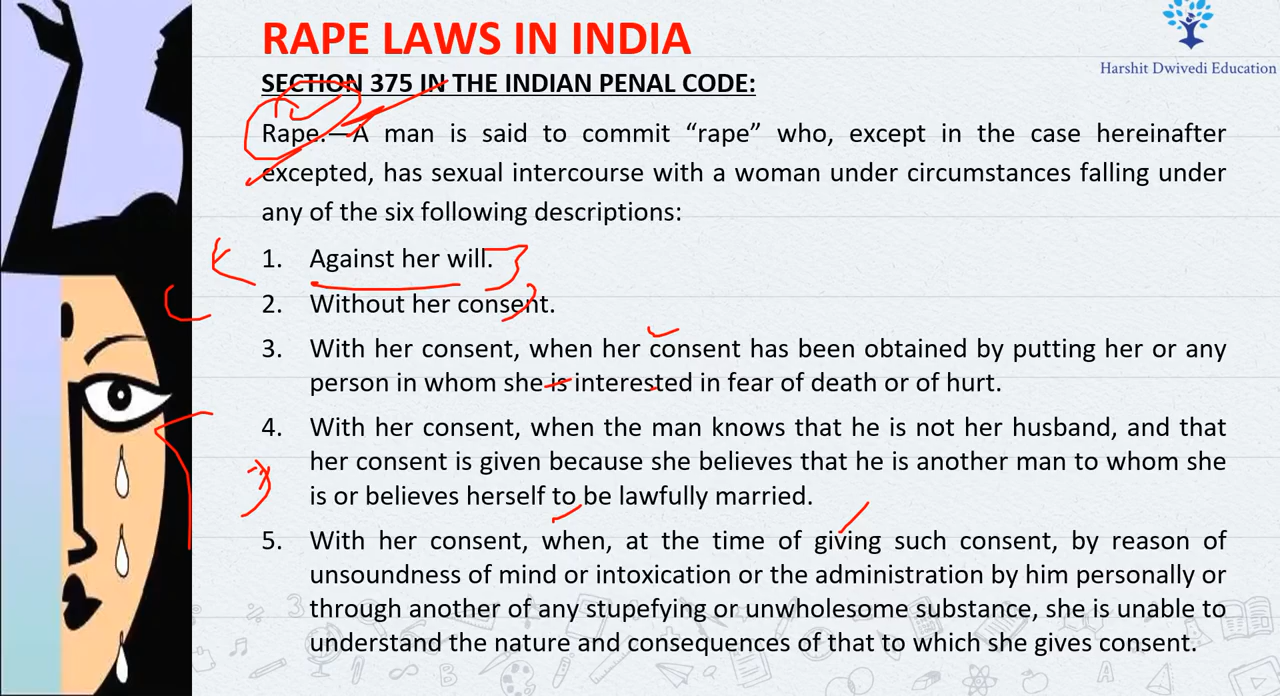 RAPE LAWS IN INDIA
Harshit Dwivedi Education
SECTION 375 IN THE INDIAN PENAL CODE:
Rape.—A man is said to commit “rape” who, except in the case hereinafter
excepted, has sexual intercourse with a woman under circumstances falling under
any of the six following descriptions:
1. Against her will.
2. Without her consent.
3. With her consent, when her consent has been obtained by putting her or any
person in whom she is interested in fear of death or of hurt.
4. With her consent, when the man knows that he is not her husband, and that
her consent is given because she believes that he is another man to whom she
is or believes herself to be lawfully married.
5. With her consent, when, at the time of giving such consent, by reason of
unsoundness of mind or intoxication or the administration by him personally or
through another of any stupefying or unwholesome substance, she is unable to
understand the nature and consequences of that to which she gives consent.